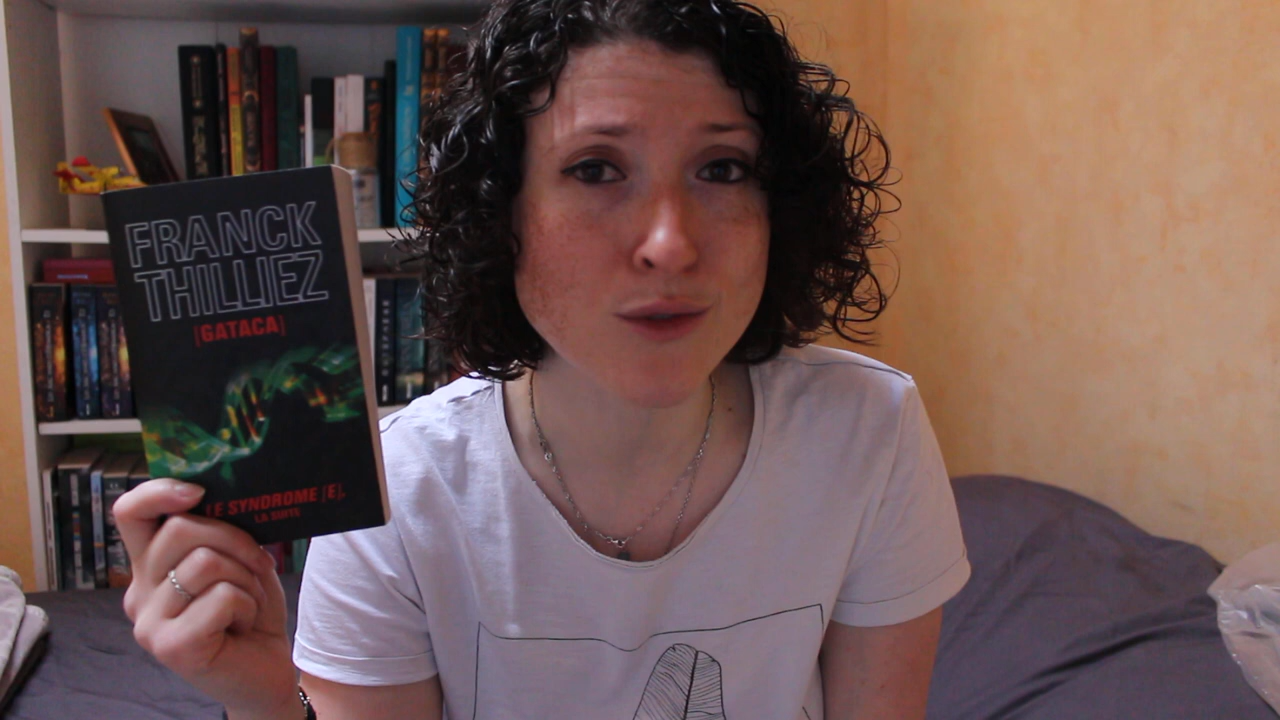 FRANCK
THILLIEZ
[GATACA]
LE SYNDROME [E],
LA SUITE